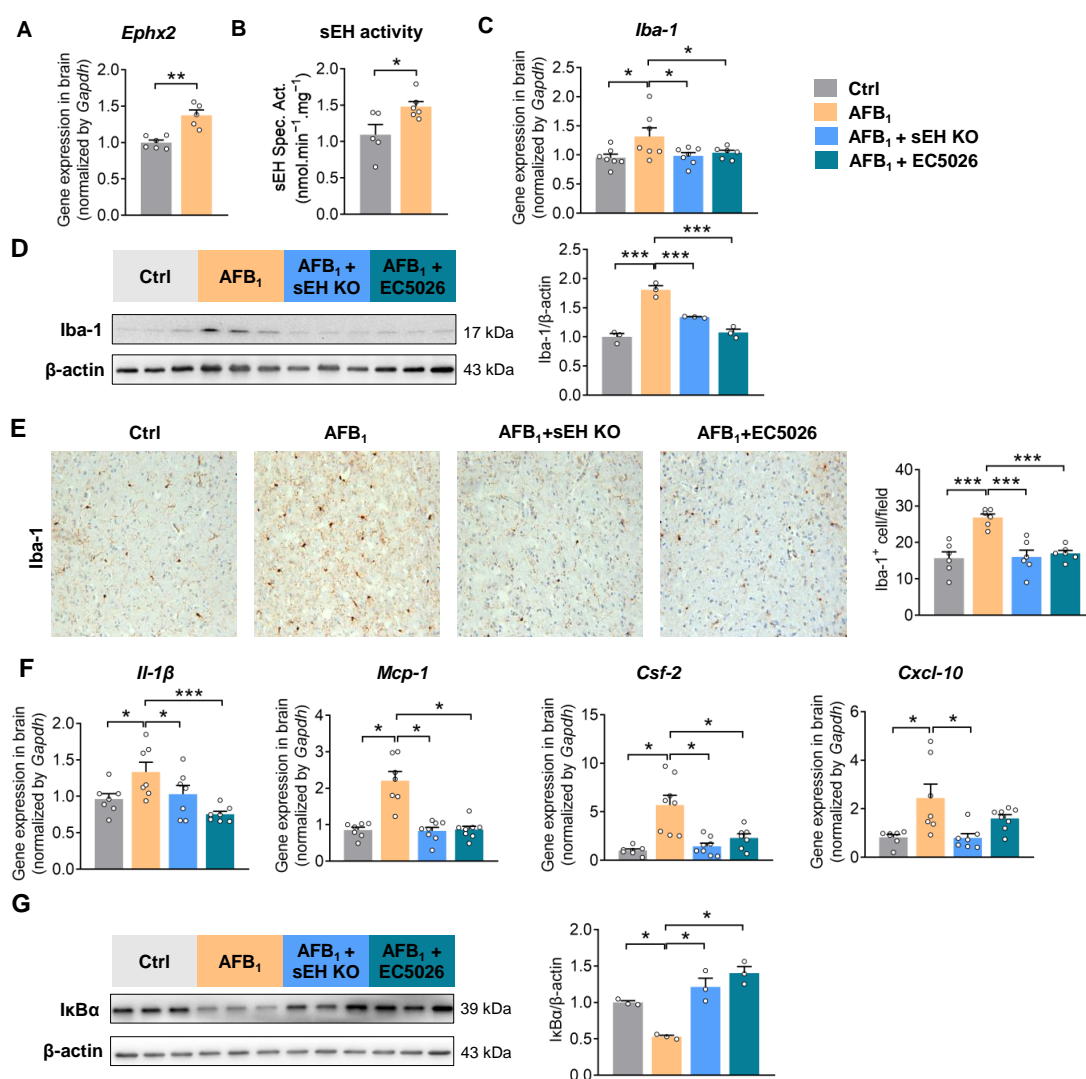 A
Ephx2
Gene expression in brain
(normalized by Gapdh)
2.0
1.5
1.0
0.5
0.0
**
B
sEH activity
sEH Spec. Act.
(nmol.min⁻¹.mg⁻¹)
2.0
1.5
1.0
0.5
0.0
*
C
Iba-1
Gene expression in brain
(normalized by Gapdh)
2.0
1.5
1.0
0.5
0.0
*
*
*
Ctrl
AFB₁
AFB₁ + sEH KO
AFB₁ + EC5026
D
Ctrl
AFB₁
AFB₁ +
sEH KO
AFB₁ +
EC5026
Iba-1
17 kDa
β-actin
43 kDa
Iba-1/β-actin
2.5
2.0
1.5
1.0
0.5
0.0
***
***
***
E
Ctrl
AFB₁
AFB₁+sEH KO
AFB₁+EC5026
Iba-1
Iba-1⁺ cell/field
40
30
20
10
0
***
***
***
F
Il-1β
Gene expression in brain
(normalized by Gapdh)
2.0
1.5
1.0
0.5
0.0
***
*
*
Mcp-1
Gene expression in brain
(normalized by Gapdh)
4
3
2
1
0
*
*
*
Csf-2
Gene expression in brain
(normalized by Gapdh)
15
10
5
0
*
*
*
Cxcl-10
Gene expression in brain
(normalized by Gapdh)
6
4
2
0
*
*
G
Ctrl
AFB₁
AFB₁ +
sEH KO
AFB₁ +
EC5026
IκBα
39 kDa
β-actin
43 kDa
IκBα/β-actin
2.0
1.5
1.0
0.5
0.0
*
*
*